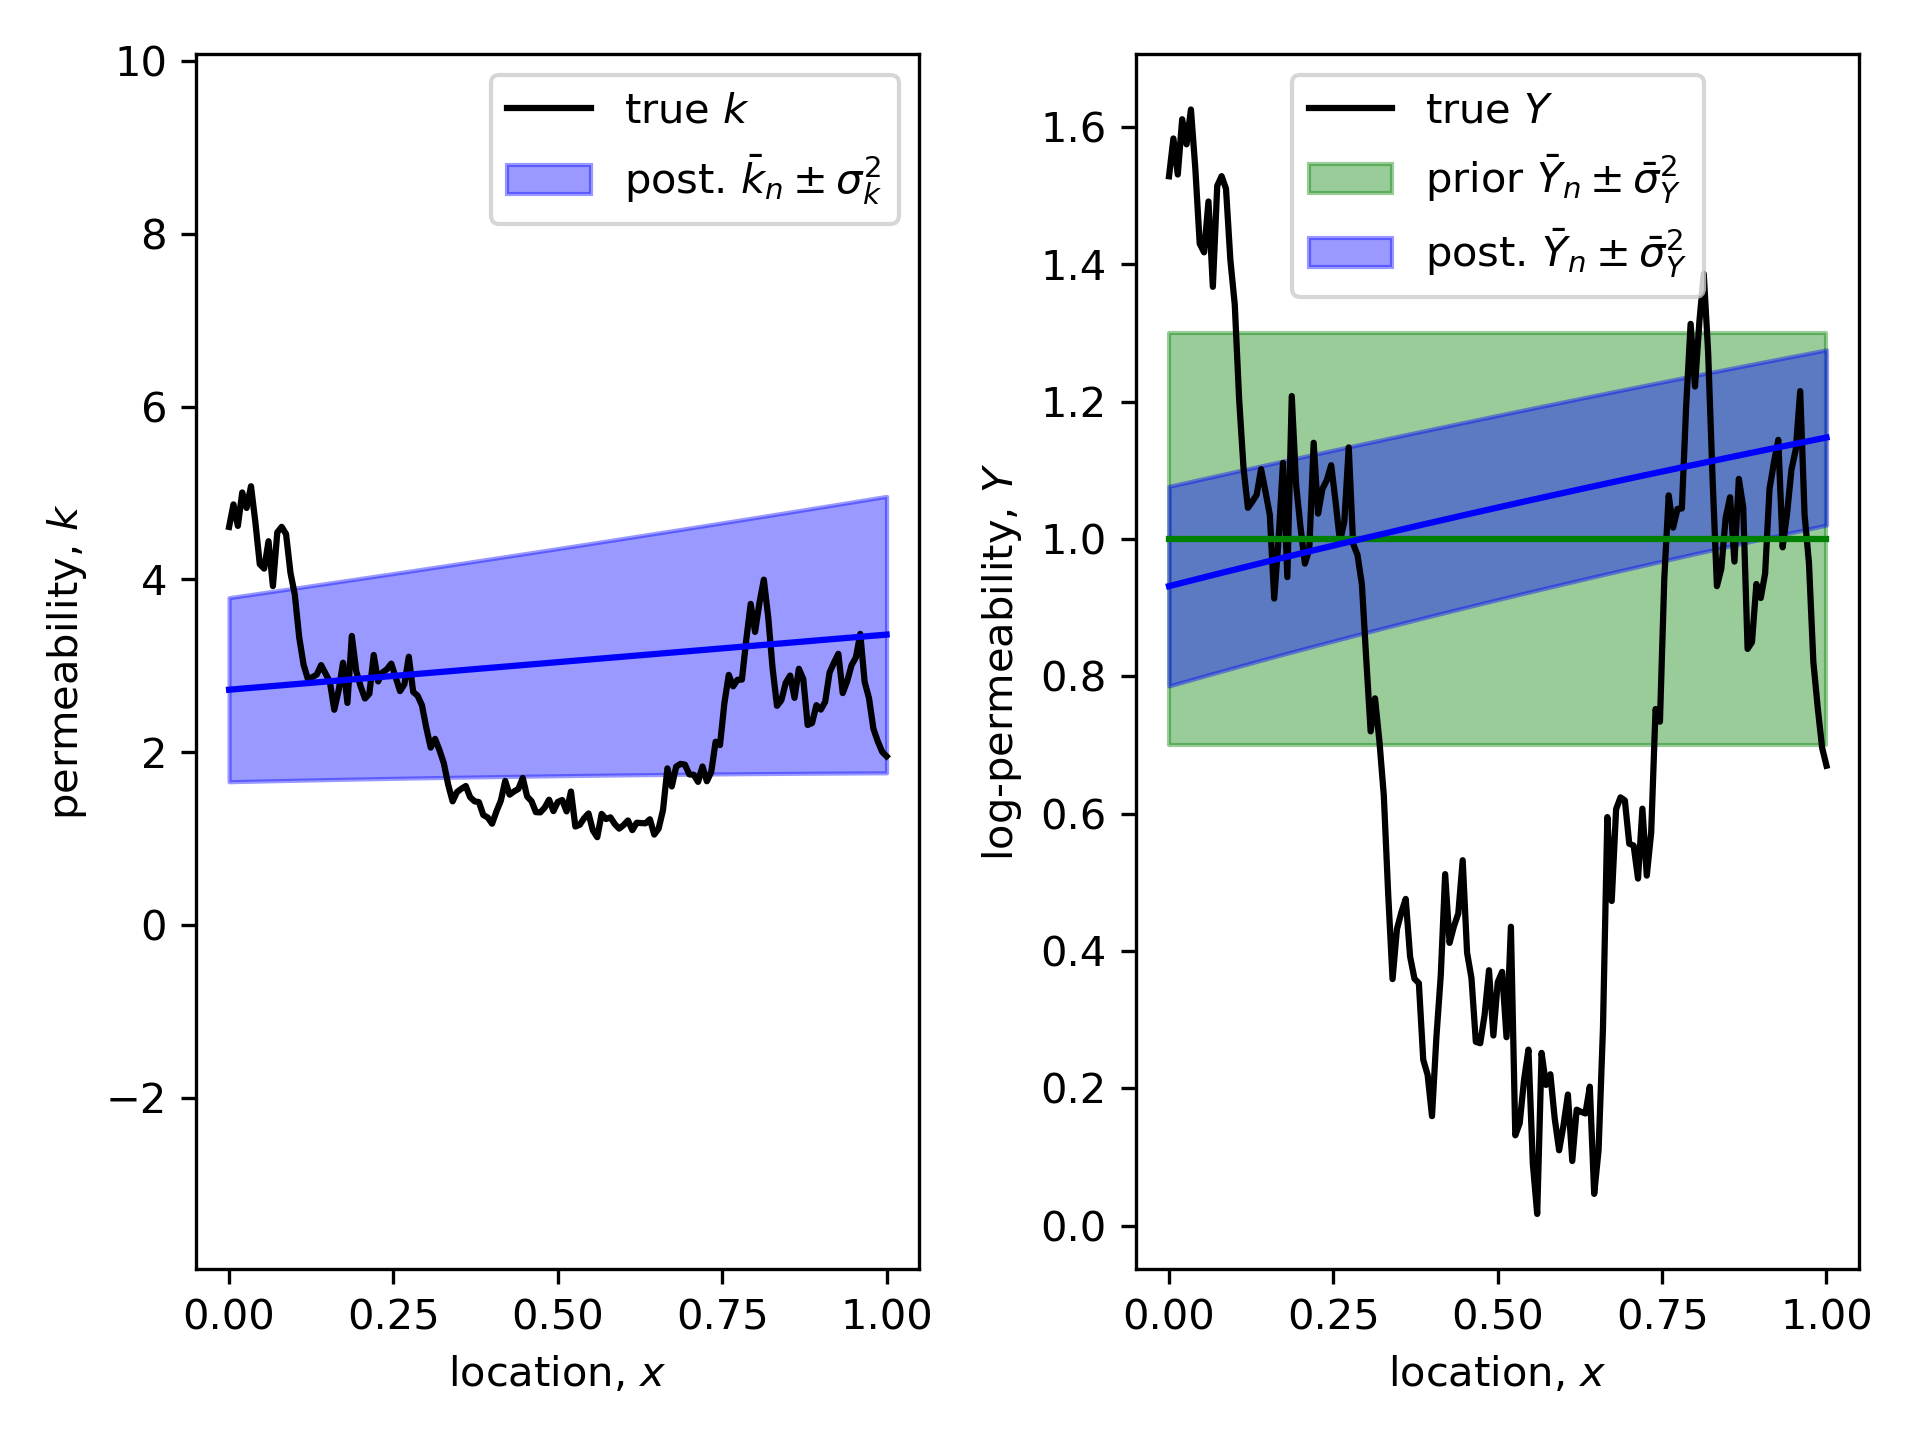 10
8
6
4
2
0
−2
permeability, k
true k
post. k̄ₙ ± σ²ₖ
0.00 0.25 0.50 0.75 1.00
location, x
1.6
1.4
1.2
1.0
0.8
0.6
0.4
0.2
0.0
log-permeability, Y
true Y
prior Ȳₙ ± σ̄²_Y
post. Ȳₙ ± σ̄²_Y
0.00 0.25 0.50 0.75 1.00
location, x